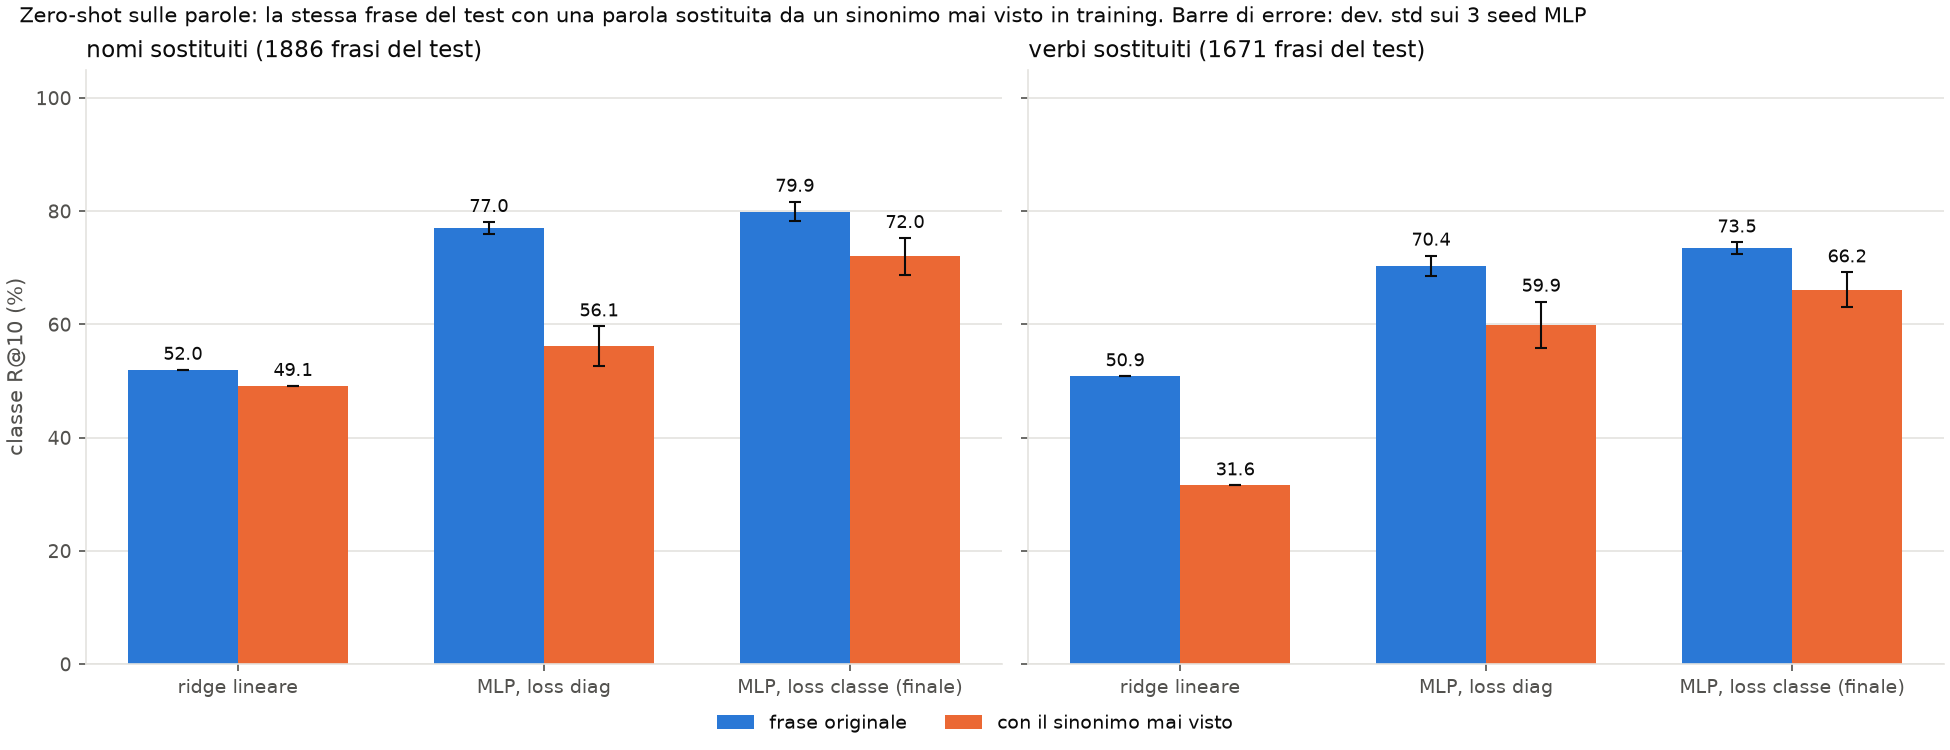 Zero-shot sulle parole: la stessa frase del test con una parola sostituita da un sinonimo mai visto in training. Barre di errore: dev. std sui 3 seed MLP
nomi sostituiti (1886 frasi del test)
classe R@10 (%)
100
80
60
40
20
0
52.0
49.1
77.0
56.1
79.9
72.0
ridge lineare
MLP, loss diag
MLP, loss classe (finale)
verbi sostituiti (1671 frasi del test)
50.9
31.6
70.4
59.9
73.5
66.2
ridge lineare
MLP, loss diag
MLP, loss classe (finale)
frase originale
con il sinonimo mai visto